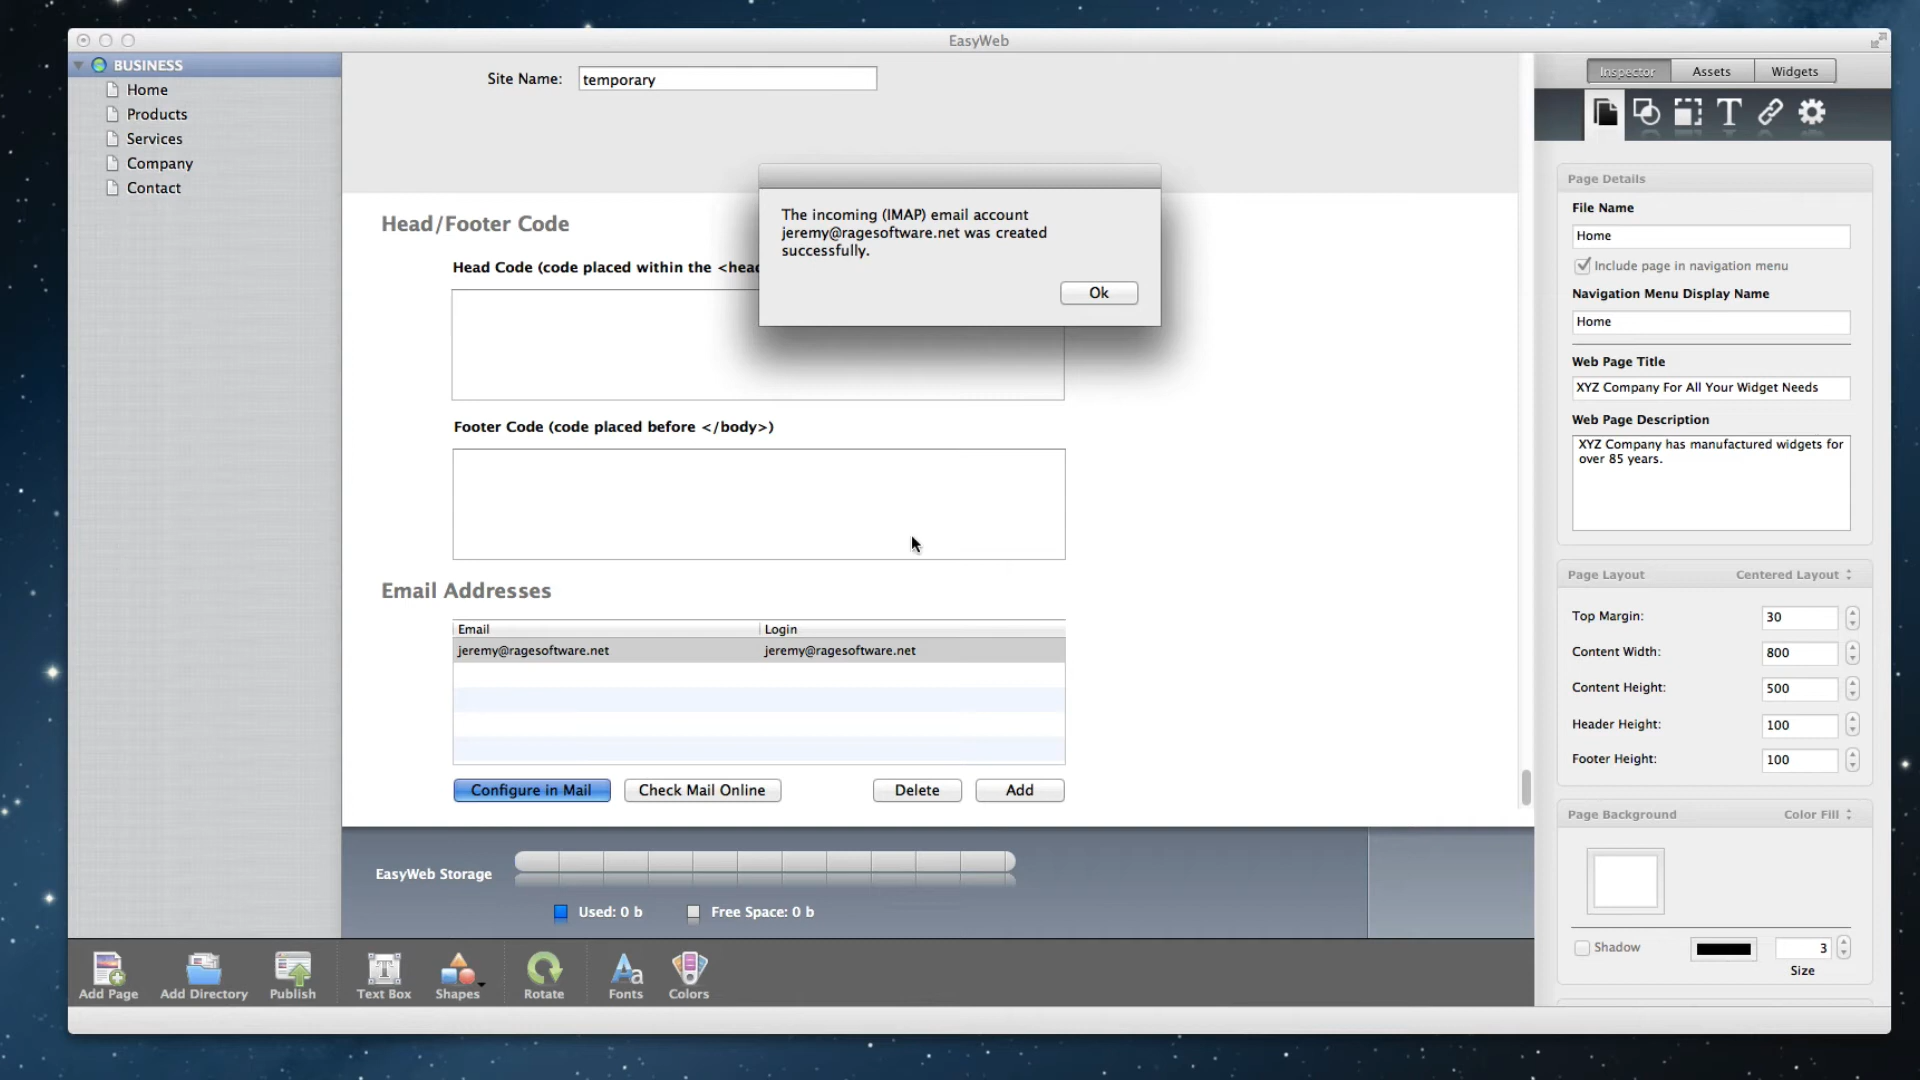 EasyWeb
BUSINESS
Home
Products
Services
Company
Contact
Site Name: temporary
The incoming (IMAP) email account
jeremy@ragesoftware.net was created
successfully.
Ok
Head/Footer Code
Head Code (code placed within the <head
Footer Code (code placed before </body>)
Email Addresses
Email Login
jeremy@ragesoftware.net jeremy@ragesoftware.net
Configure in Mail Check Mail Online Delete Add
EasyWeb Storage
Used: 0 b Free Space: 0 b
Add Page Add Directory Publish Text Box Shapes Rotate Fonts Colors
Inspector Assets Widgets
Page Details
File Name
Home
Include page in navigation menu
Navigation Menu Display Name
Home
Web Page Title
XYZ Company For All Your Widget Needs
Web Page Description
XYZ Company has manufactured widgets for
over 85 years.
Page Layout Centered Layout
Top Margin: 30
Content Width: 800
Content Height: 500
Header Height: 100
Footer Height: 100
Page Background Color Fill
Shadow 3
Size